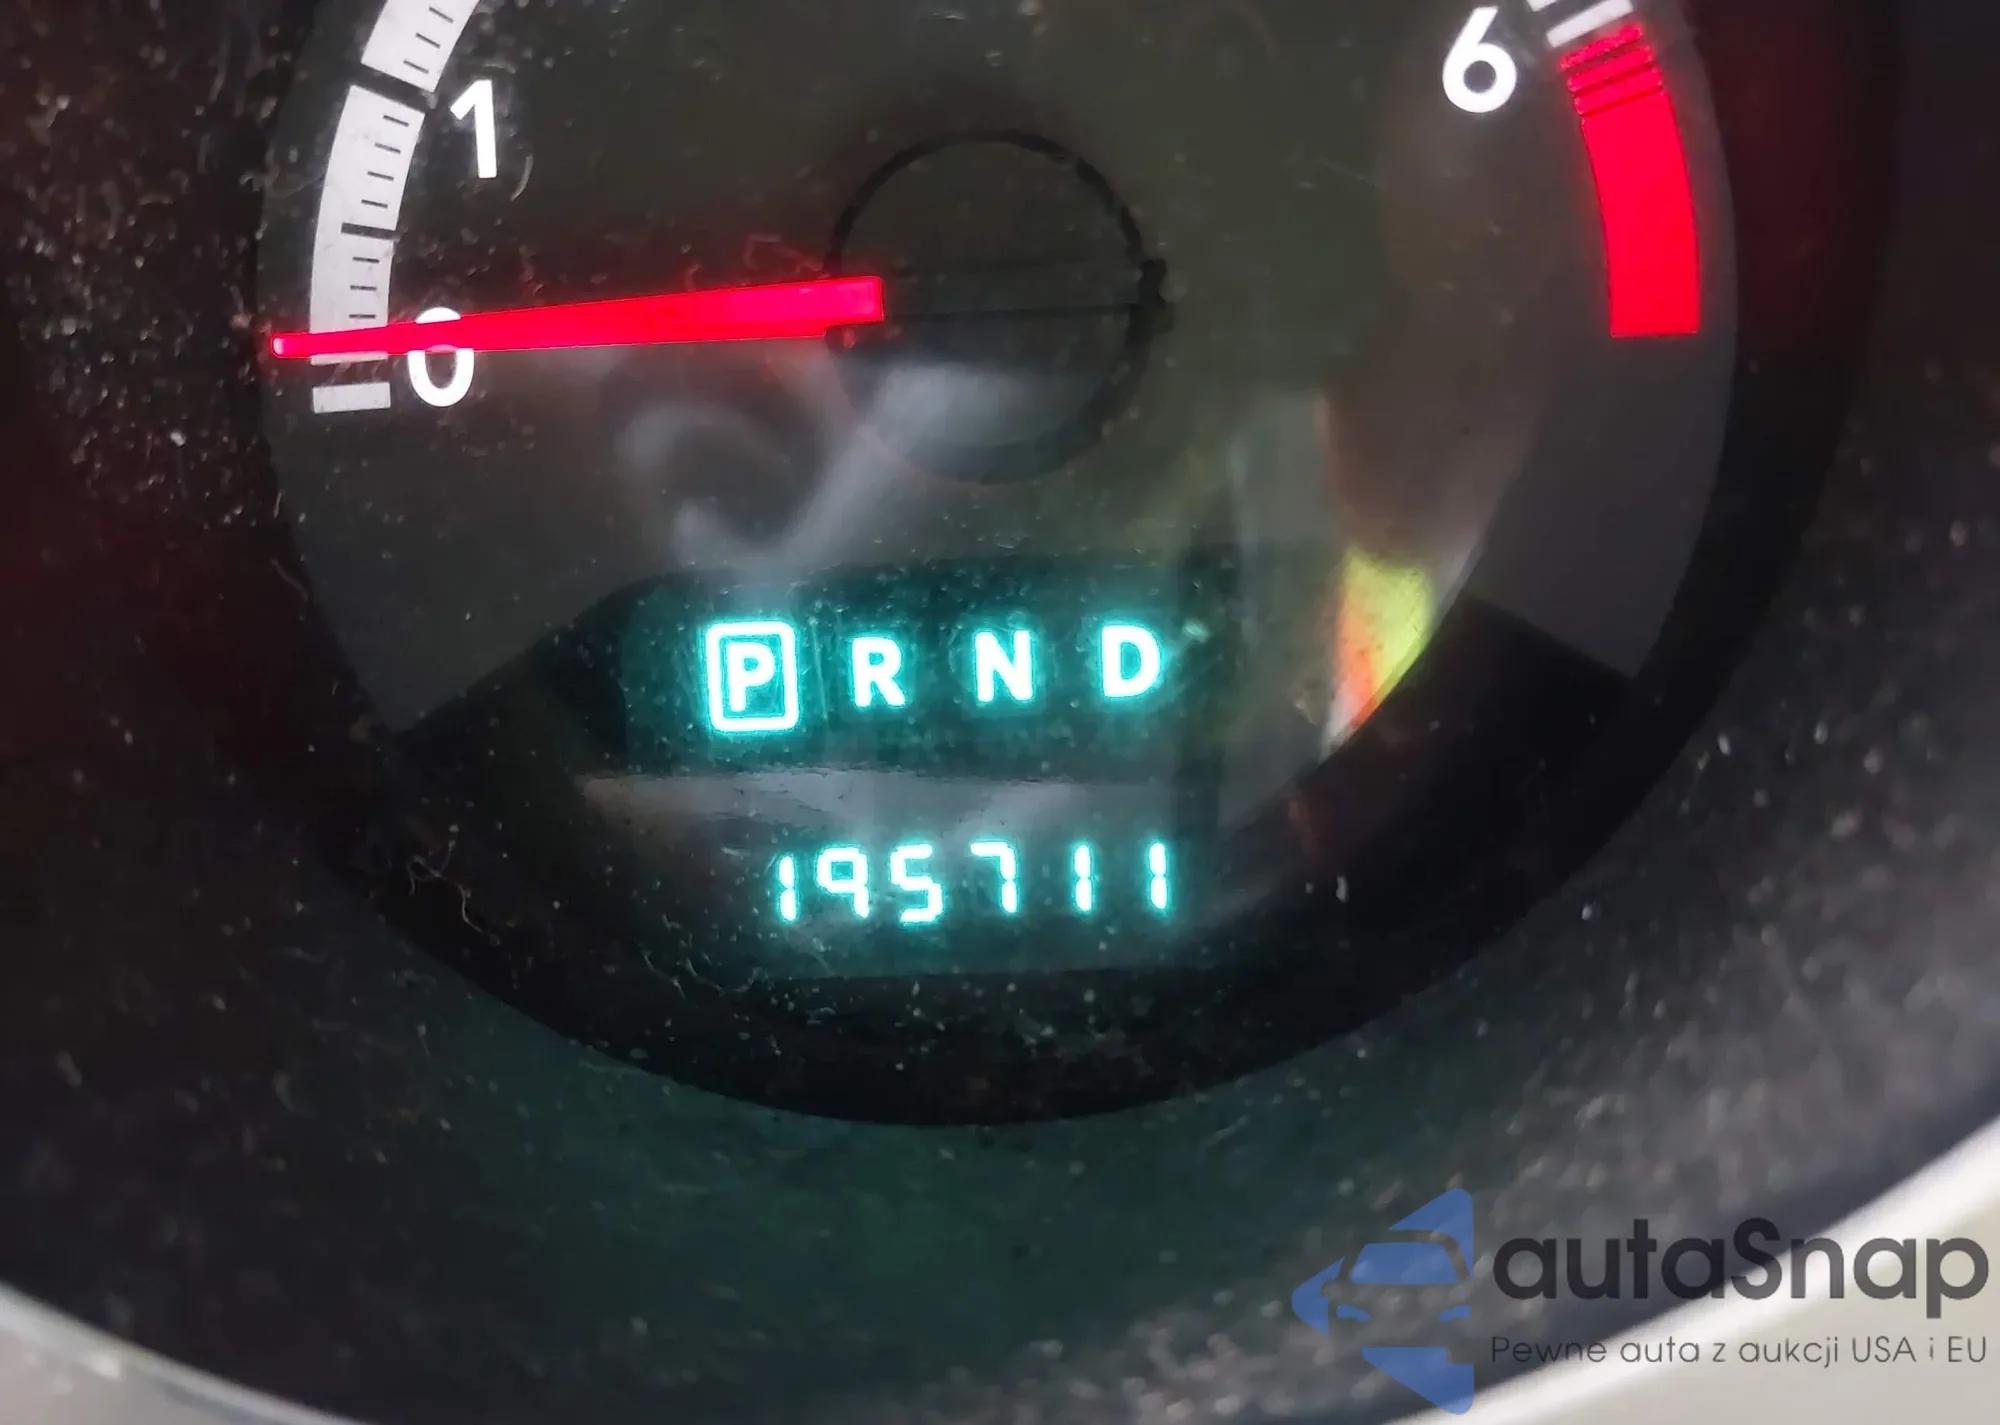 1
6
0
P R N D
195711
autaSnap
Pewne auta z aukcji USA i EU